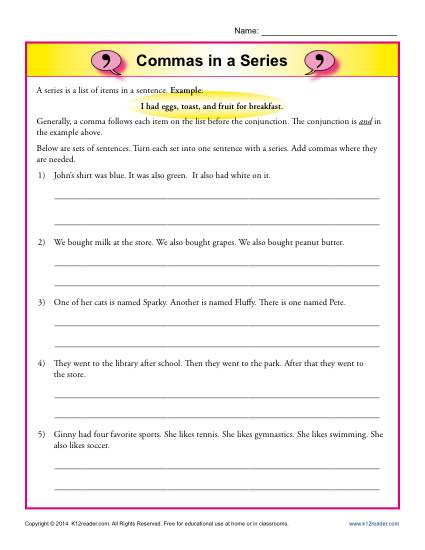 Name:
Commas in a Series
A series is a list of items in a sentence. Example:
I had eggs, toast, and fruit for breakfast.
Generally, a comma follows each item on the list before the conjunction. The conjunction is and in
the example above.
Below are sets of sentences. Turn each set into one sentence with a series. Add commas where they
are needed.
1) John's shirt was blue. It was also green. It also had white on it.
2) We bought milk at the store. We also bought grapes. We also bought peanut butter.
3) One of her cats is named Sparky. Another is named Fluffy. There is one named Pete.
4) They went to the library after school. Then they went to the park. After that they went to
the store.
5) Ginny had four favorite sports. She likes tennis. She likes gymnastics. She likes swimming. She
also likes soccer.
Copyright © 2014 K12reader.com. All Rights Reserved. Free for educational use at home or in classrooms. www.k12reader.com